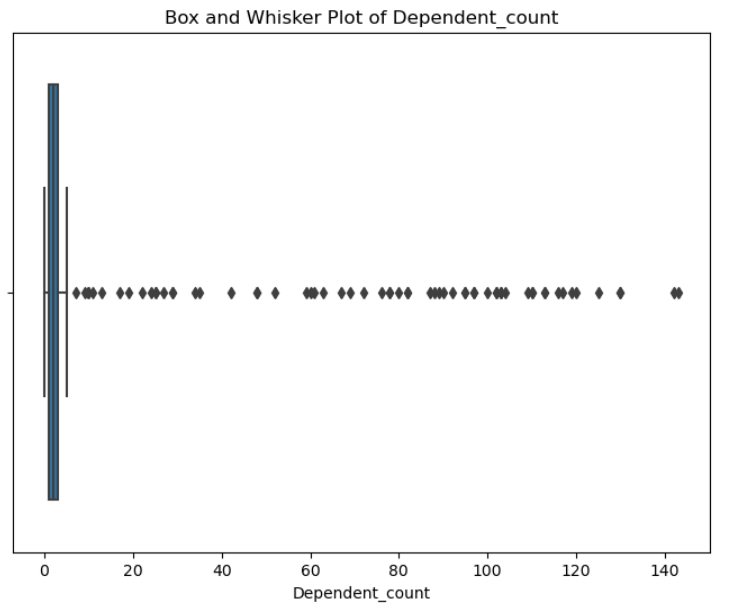 Box and Whisker Plot of Dependent_count
0 20 40 60 80 100 120 140
Dependent_count